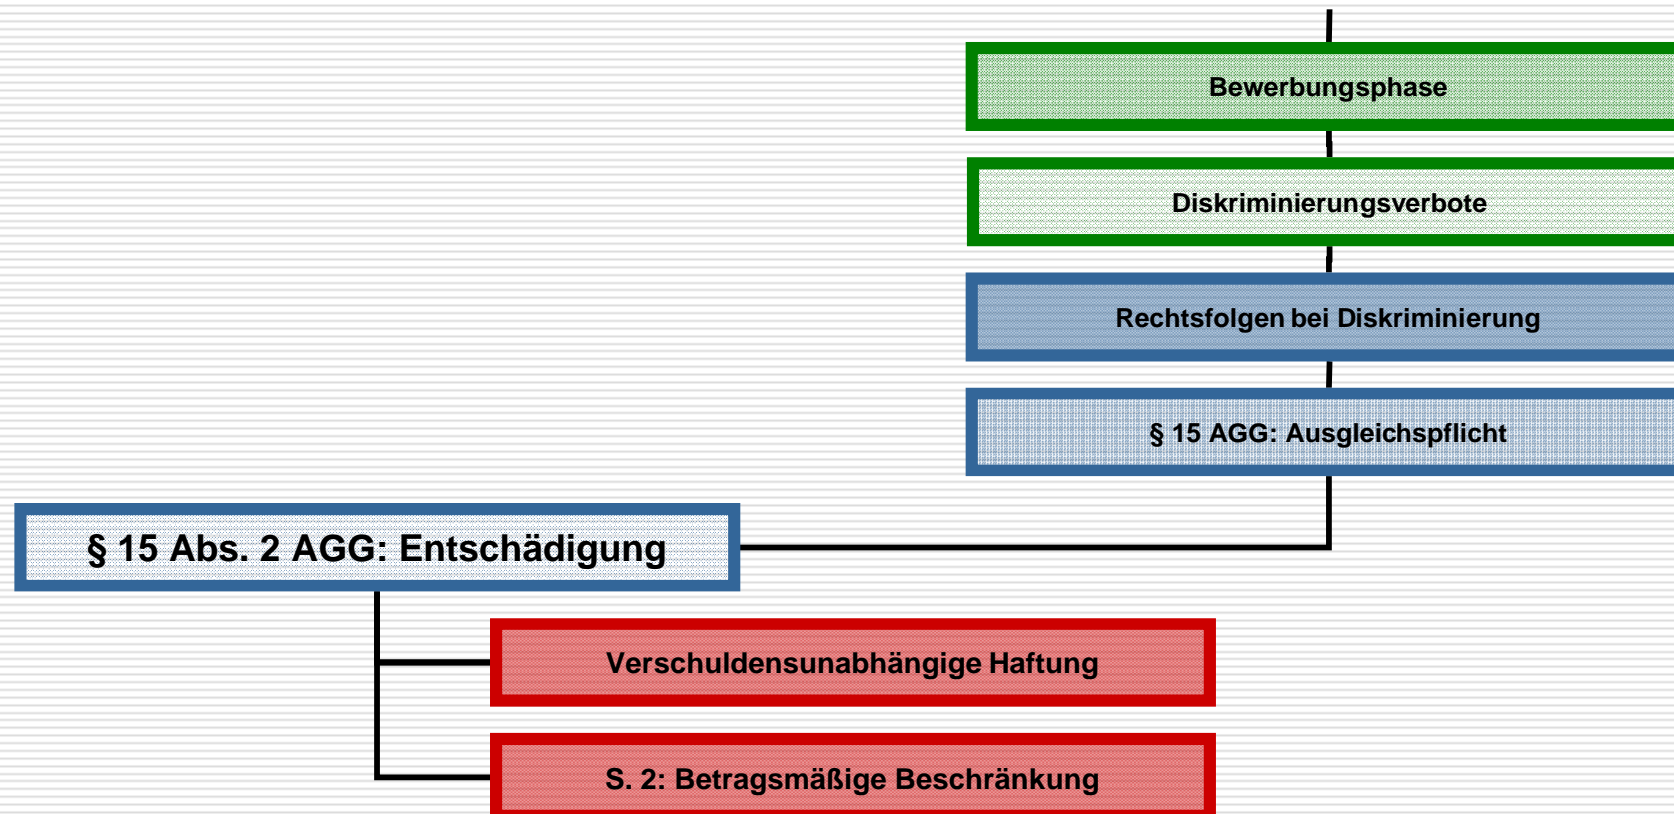 Bewerbungsphase
Diskriminierungsverbote
Rechtsfolgen bei Diskriminierung
§ 15 AGG: Ausgleichspflicht
§ 15 Abs. 2 AGG: Entschädigung
Verschuldensunabhängige Haftung
S. 2: Betragsmäßige Beschränkung